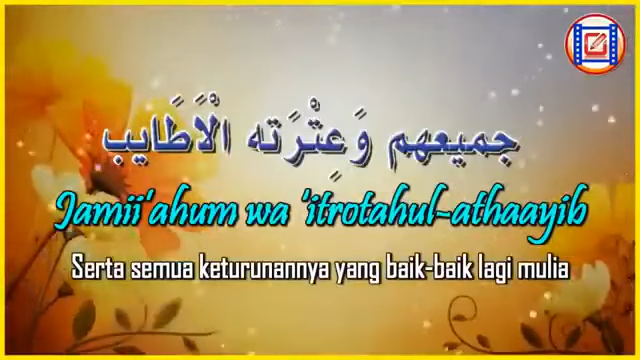 جميعهم وَعِتْرَته الْاَطَايب
Jamii'ahum wa 'itrotahul-athaayib
Serta semua keturunannya yang baik-baik lagi mulia